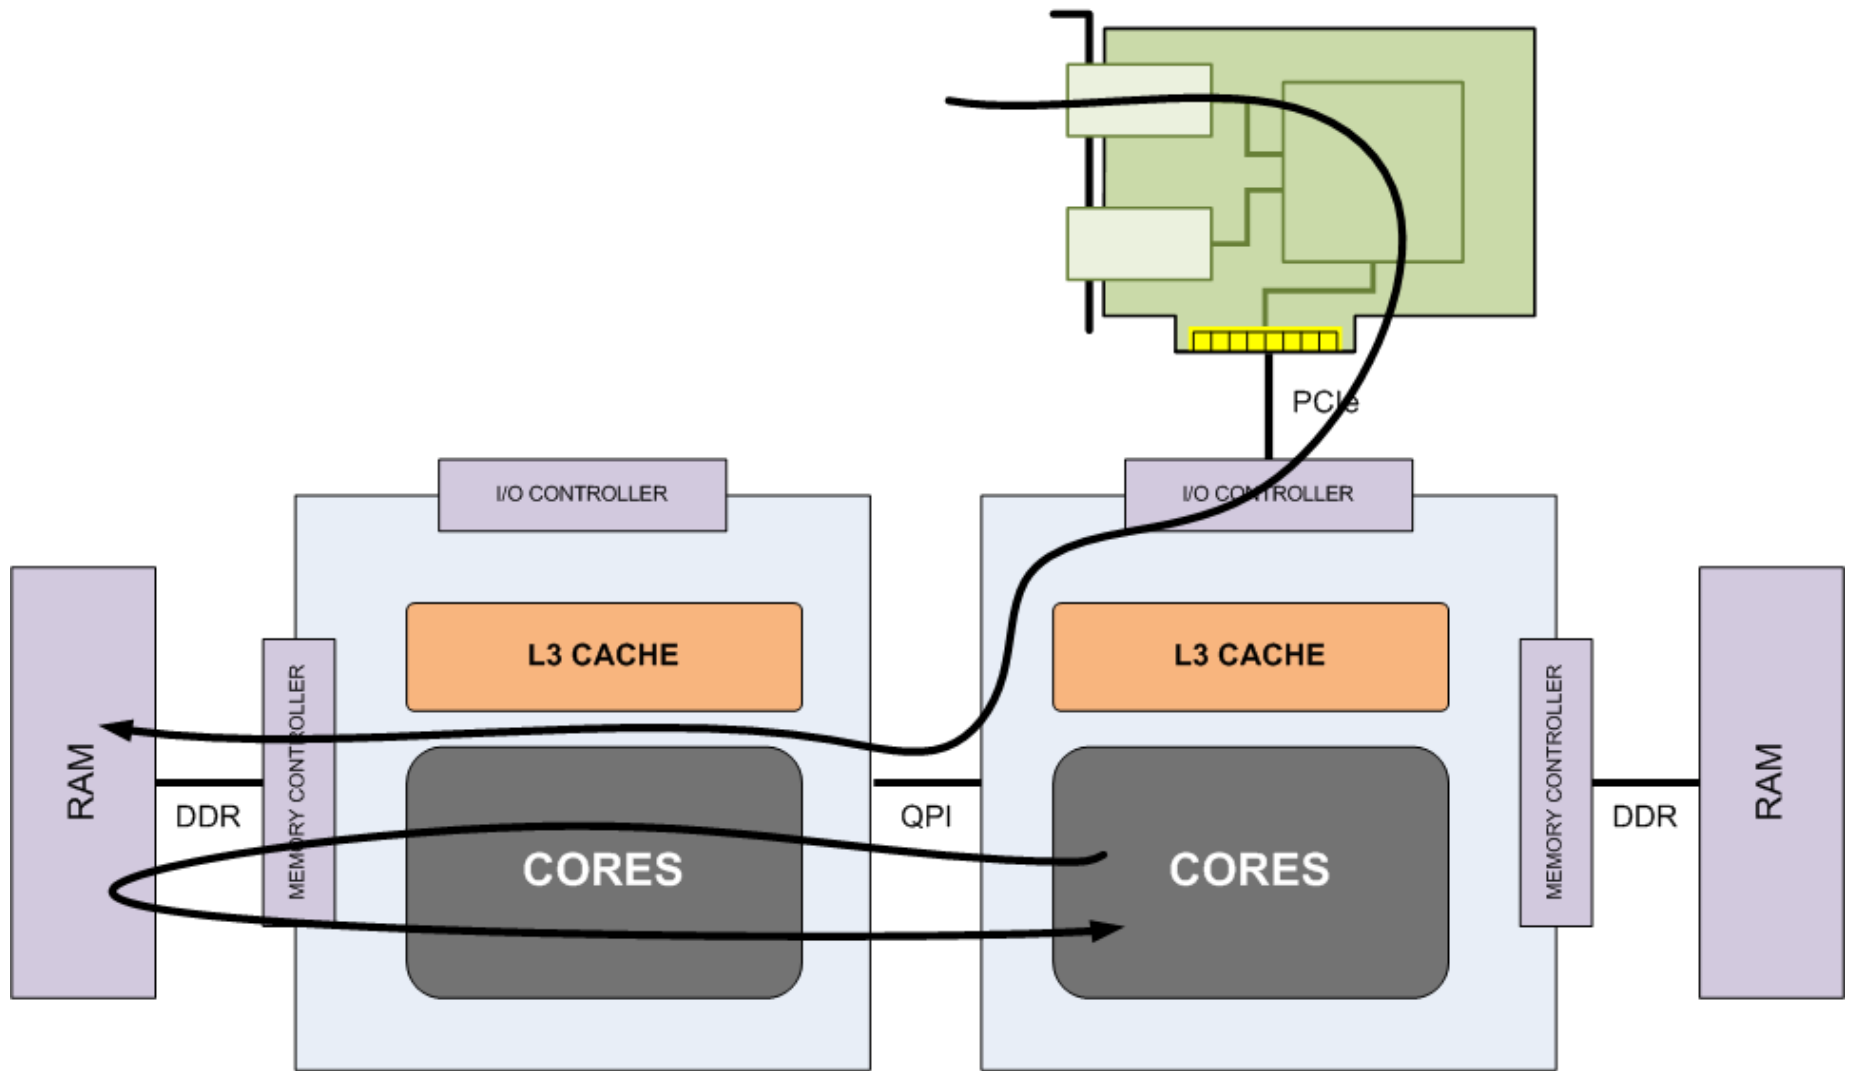 PCIe
I/O CONTROLLER
I/O CONTROLLER
L3 CACHE
L3 CACHE
RAM
DDR
MEMORY CONTROLLER
CORES
QPI
CORES
MEMORY CONTROLLER
DDR
RAM